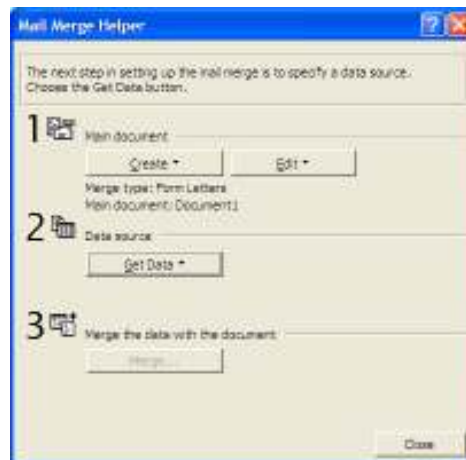 Mail Merge Helper
The next step in setting up the mail merge is to specify a data source.
Choose the Get Data button.
1 Main document
Create Edit
Merge type: Form Letters
Main document: Document1
2 Data source
Get Data
3 Merge the data with the document
Merge...
Close